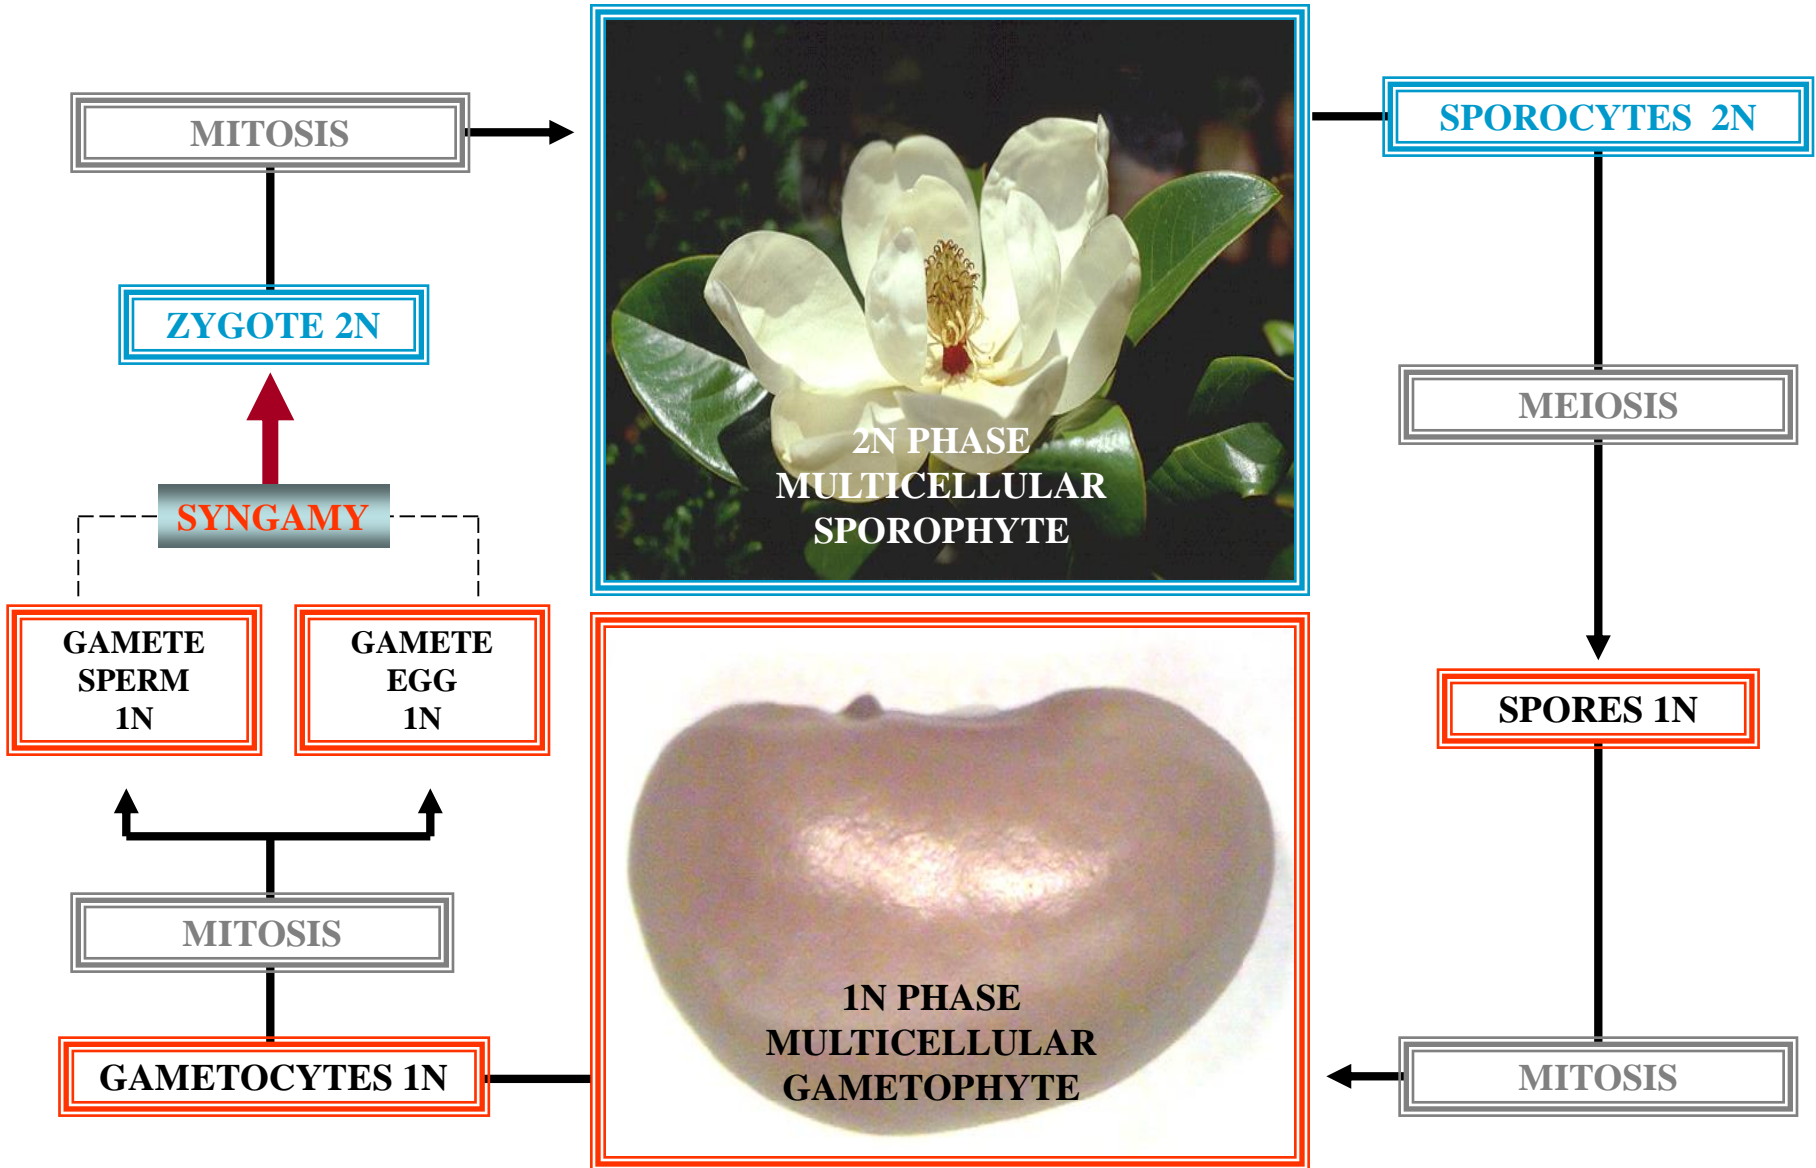 MITOSIS
SPOROCYTES 2N
ZYGOTE 2N
MEIOSIS
2N PHASE
MULTICELLULAR
SPOROPHYTE
SYNGAMY
GAMETE
SPERM
1N
GAMETE
EGG
1N
SPORES 1N
MITOSIS
1N PHASE
MULTICELLULAR
GAMETOPHYTE
GAMETOCYTES 1N
MITOSIS